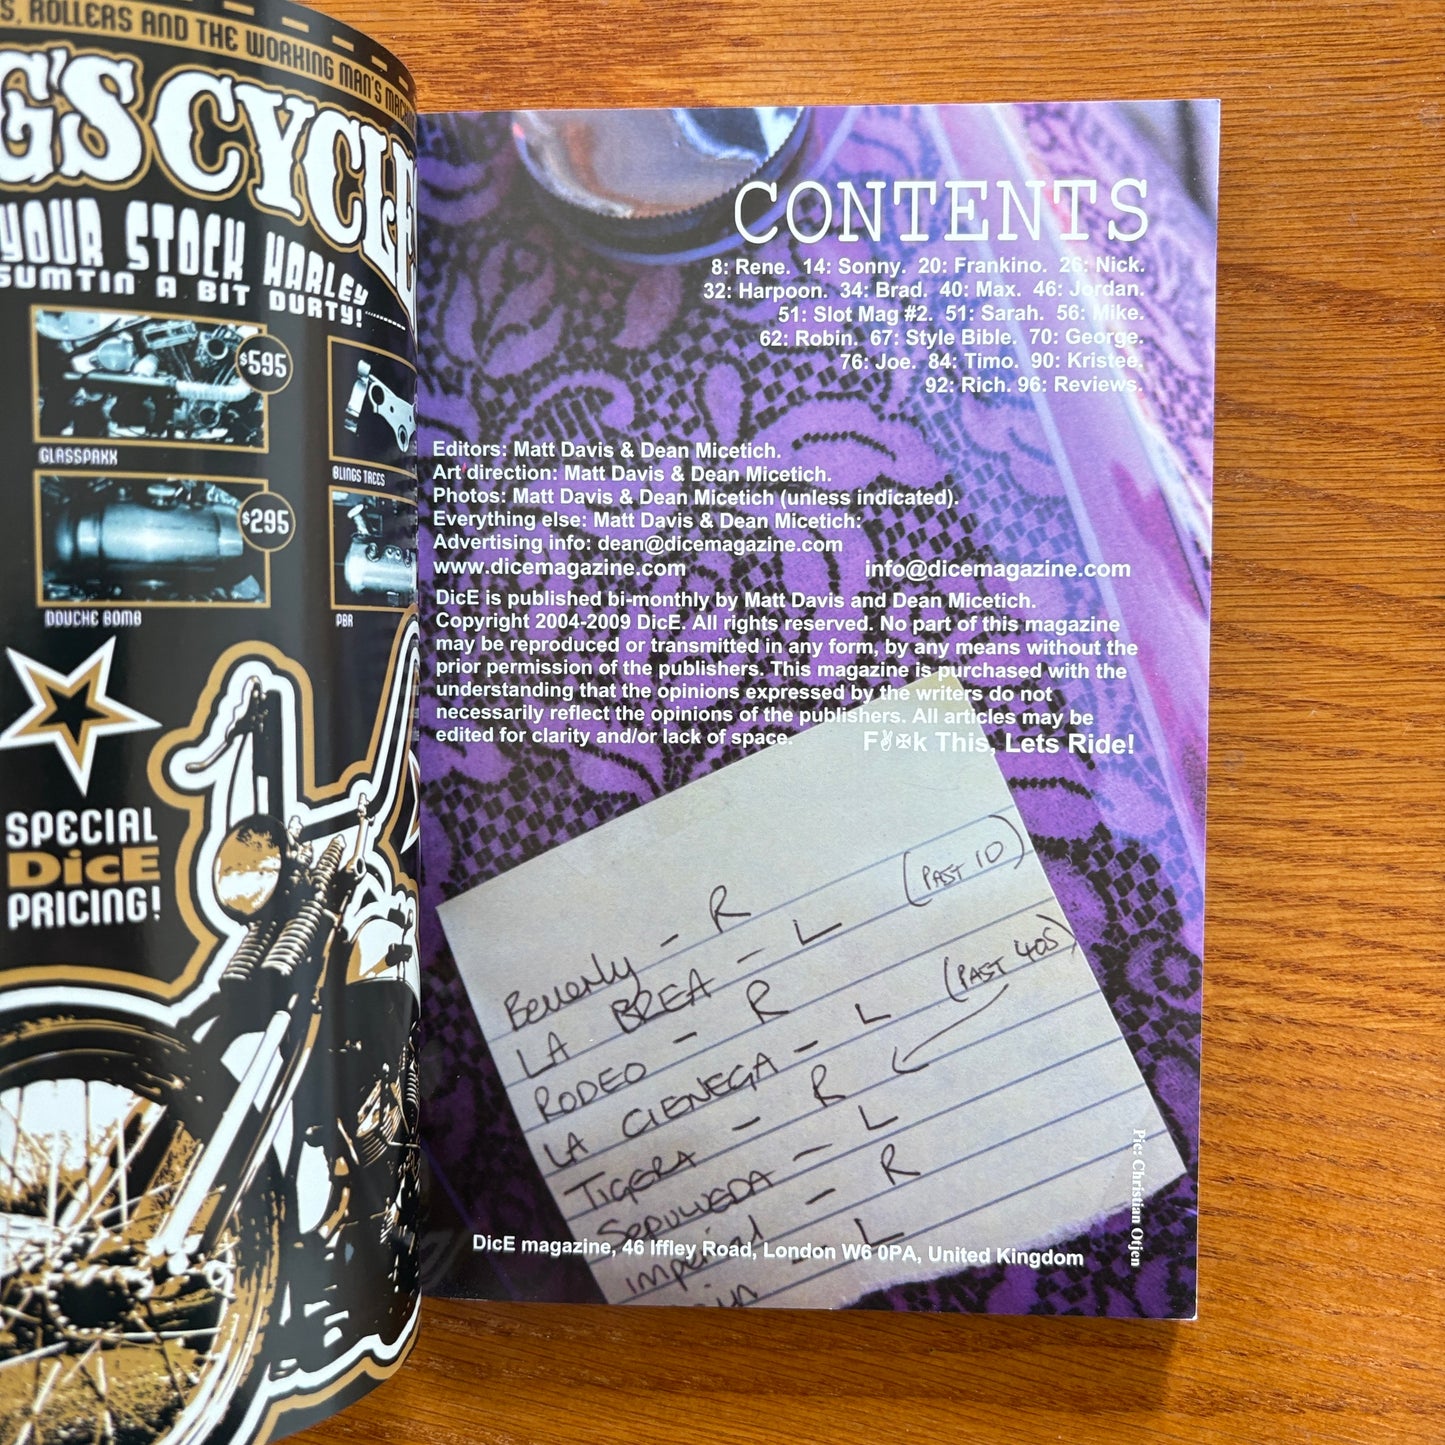 S, ROLLERS AND THE WORKING MAN'S
G'S CYCLE
YOUR STOCK HARLEY
SUMTIN A BIT DURTY!
$595
GLASSPAXX
BLINGS TREES
$295
DOUCHE BOMB
PBR
SPECIAL
DicE
PRICING!
CONTENTS
8: Rene. 14: Sonny. 20: Frankino. 26: Nick.
32: Harpoon. 34: Brad. 40: Max. 46: Jordan.
51: Slot Mag #2. 51: Sarah. 56: Mike.
62: Robin. 67: Style Bible. 70: George.
76: Joe. 84: Timo. 90: Kristee.
92: Rich. 96: Reviews.
Editors: Matt Davis & Dean Micetich.
Art direction: Matt Davis & Dean Micetich.
Photos: Matt Davis & Dean Micetich (unless indicated).
Everything else: Matt Davis & Dean Micetich:
Advertising info: dean@dicemagazine.com
www.dicemagazine.com info@dicemagazine.com
DicE is published bi-monthly by Matt Davis and Dean Micetich.
Copyright 2004-2009 DicE. All rights reserved. No part of this magazine
may be reproduced or transmitted in any form, by any means without the
prior permission of the publishers. This magazine is purchased with the
understanding that the opinions expressed by the writers do not
necessarily reflect the opinions of the publishers. All articles may be
edited for clarity and/or lack of space.
F✌✠k This, Lets Ride!
Beverly - R
LA BREA - L (PAST 10)
RODEO - R
LA CIENEGA - L (PAST 405)
TIGERA - R
SEPULVEDA - L
imperial - R
L
DicE magazine, 46 Iffley Road, London W6 0PA, United Kingdom
Pic: Christian Otjen